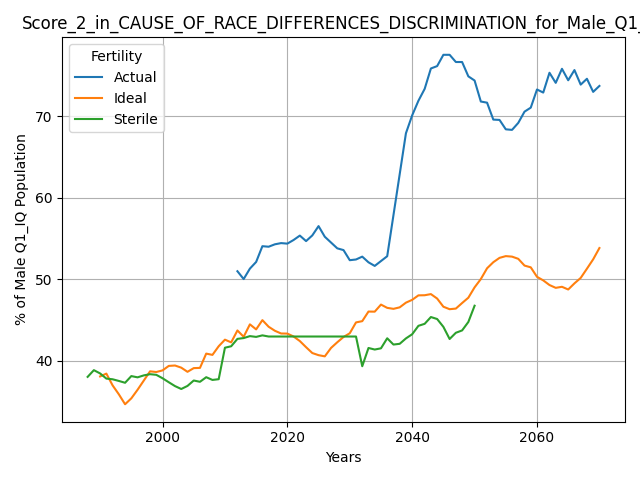 Score_2_in_CAUSE_OF_RACE_DIFFERENCES_DISCRIMINATION_for_Male_Q1_
Fertility
Actual
Ideal
Sterile
% of Male Q1_IQ Population
70
60
50
40
2000
2020
2040
2060
Years